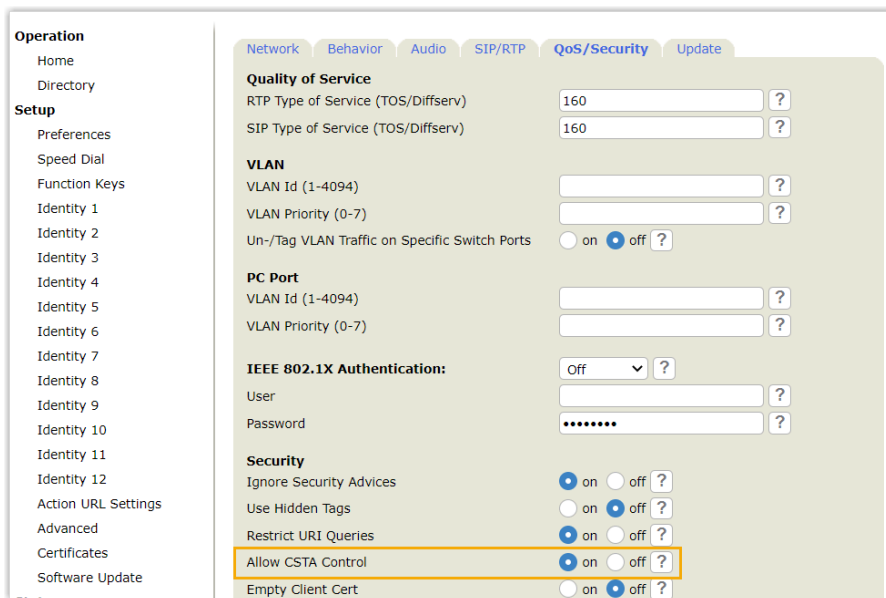 Operation
Home
Directory
Setup
Preferences
Speed Dial
Function Keys
Identity 1
Identity 2
Identity 3
Identity 4
Identity 5
Identity 6
Identity 7
Identity 8
Identity 9
Identity 10
Identity 11
Identity 12
Action URL Settings
Advanced
Certificates
Software Update
Network Behavior Audio SIP/RTP QoS/Security Update
Quality of Service
RTP Type of Service (TOS/Diffserv) 160 ?
SIP Type of Service (TOS/Diffserv) 160 ?
VLAN
VLAN Id (1-4094) ?
VLAN Priority (0-7) ?
Un-/Tag VLAN Traffic on Specific Switch Ports on off ?
PC Port
VLAN Id (1-4094) ?
VLAN Priority (0-7) ?
IEEE 802.1X Authentication: Off ?
User ?
Password •••••••• ?
Security
Ignore Security Advices on off ?
Use Hidden Tags on off ?
Restrict URI Queries on off ?
Allow CSTA Control on off ?
Empty Client Cert on off ?